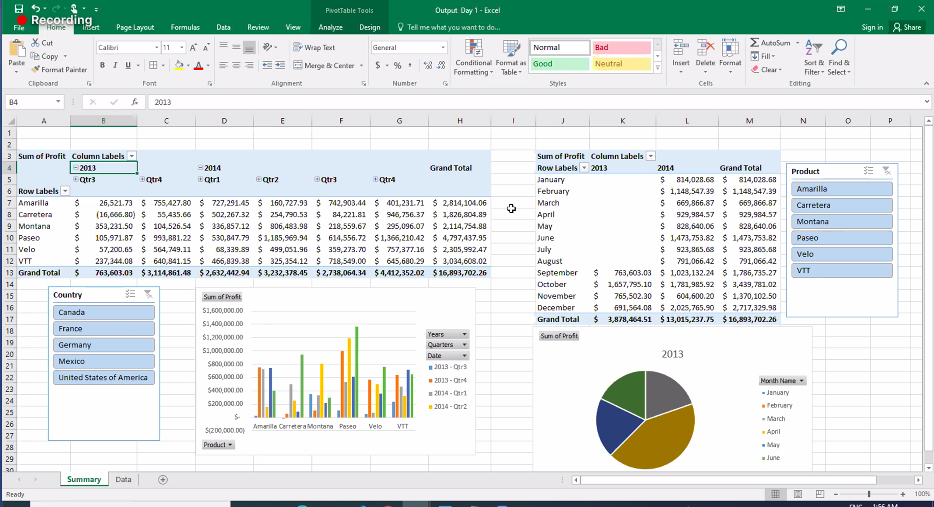 PivotTable Tools
Output Day 1 - Excel
Recording
File Home Insert Page Layout Formulas Data Review View Analyze Design Tell me what you want to do... Sign in Share
Cut
Copy
Format Painter
Paste
Clipboard
Calibri 11
B I U
Font
Wrap Text
Merge & Center
Alignment
General
$ % ,
Number
Conditional Formatting
Format as Table
Normal Bad
Good Neutral
Styles
Insert Delete Format
Cells
AutoSum
Fill
Clear
Sort & Filter
Find & Select
Editing
B4 fx 2013
A B C D E F G H I J K L M N O P
Sum of Profit Column Labels
2013 2014 Grand Total
Qtr3 Qtr4 Qtr1 Qtr2 Qtr3 Qtr4
Row Labels
Amarilla $ 26,521.73 $ 755,427.80 $ 727,291.45 $ 160,727.93 $ 742,903.44 $ 401,231.71 $ 2,814,104.06
Carretera $ (16,666.80) $ 55,435.66 $ 502,267.32 $ 254,790.53 $ 84,221.81 $ 946,756.37 $ 1,826,804.89
Montana $ 353,231.50 $ 104,526.54 $ 336,857.12 $ 806,483.98 $ 218,559.67 $ 295,096.07 $ 2,114,754.88
Paseo $ 105,971.87 $ 993,881.22 $ 530,847.79 $ 1,185,969.94 $ 614,556.72 $ 1,366,210.42 $ 4,797,437.95
Velo $ 57,200.65 $ 564,749.11 $ 68,339.89 $ 499,051.96 $ 359,273.70 $ 757,377.16 $ 2,305,992.47
VTT $ 237,344.08 $ 640,841.15 $ 466,839.38 $ 325,354.12 $ 718,549.00 $ 645,680.29 $ 3,034,608.02
Grand Total $ 763,603.03 $ 3,114,861.48 $ 2,632,442.94 $ 3,232,378.45 $ 2,738,064.34 $ 4,412,352.02 $ 16,893,702.26
Sum of Profit Column Labels
Row Labels 2013 2014 Grand Total
January $ 814,028.68 $ 814,028.68
February $ 1,148,547.39 $ 1,148,547.39
March $ 669,866.87 $ 669,866.87
April $ 929,984.57 $ 929,984.57
May $ 828,640.06 $ 828,640.06
June $ 1,473,753.82 $ 1,473,753.82
July $ 923,865.68 $ 923,865.68
August $ 791,066.42 $ 791,066.42
September $ 763,603.03 $ 1,023,132.24 $ 1,786,735.27
October $ 1,657,795.10 $ 1,781,985.92 $ 3,439,781.02
November $ 765,502.30 $ 604,600.20 $ 1,370,102.50
December $ 691,564.08 $ 2,025,765.90 $ 2,717,329.98
Grand Total $ 3,878,464.51 $ 13,015,237.75 $ 16,893,702.26
Product
Amarilla
Carretera
Montana
Paseo
Velo
VTT
Country
Canada
France
Germany
Mexico
United States of America
Sum of Profit
$1,600,000.00
$1,400,000.00
$1,200,000.00
$1,000,000.00
$800,000.00
$600,000.00
$400,000.00
$200,000.00
$-
$(200,000.00)
Amarilla Carretera Montana Paseo Velo VTT
Product
Years
Quarters
Date
2013 - Qtr3
2013 - Qtr4
2014 - Qtr1
2014 - Qtr2
Sum of Profit
2013
Month Name
January
February
March
April
May
June
Summary Data
Ready
100%